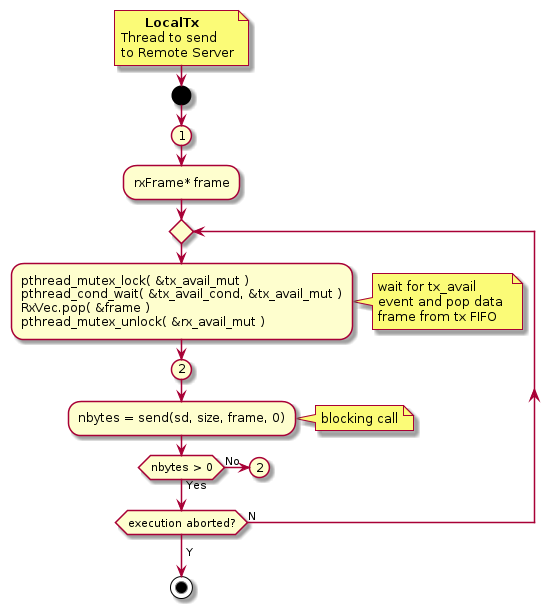 LocalTx
Thread to send
to Remote Server
1
rxFrame* frame
pthread_mutex_lock( &tx_avail_mut )
pthread_cond_wait( &tx_avail_cond, &tx_avail_mut )
RxVec.pop( &frame )
pthread_mutex_unlock( &rx_avail_mut )
wait for tx_avail
event and pop data
frame from tx FIFO
2
nbytes = send(sd, size, frame, 0)
blocking call
nbytes > 0
No
2
Yes
execution aborted?
N
Y